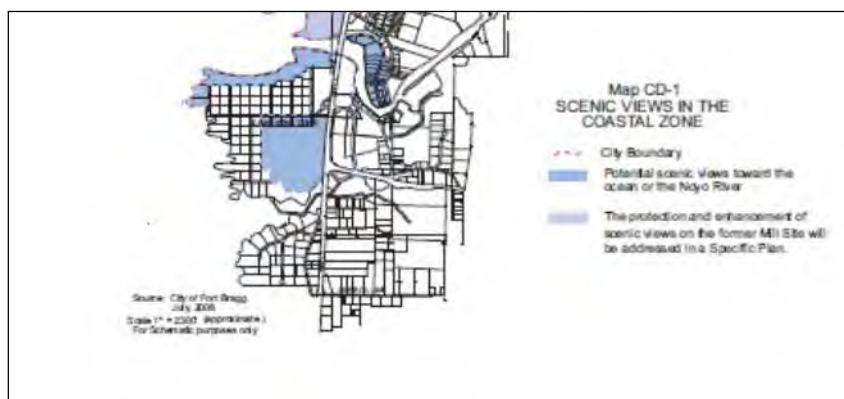 Map CD-1
SCENIC VIEWS IN THE
COASTAL ZONE
City Boundary
Potential scenic views toward the
ocean or the Noyo River
The protection and enhancement of
scenic views on the former Mill Site will
be addressed in a Specific Plan.
Source: City of Fort Bragg
July, 2008
Scale 1" = 2300' (Approximate)
For Schematic purposes only